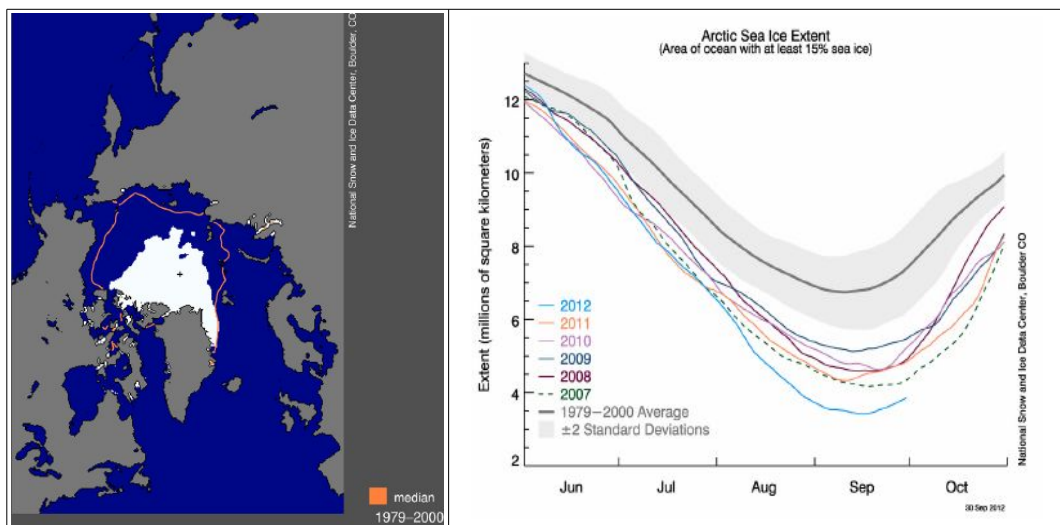 National Snow and Ice Data Center, Boulder, CO
median
1979–2000
Arctic Sea Ice Extent
(Area of ocean with at least 15% sea ice)
Extent (millions of square kilometers)
12
10
8
6
4
2
2012
2011
2010
2009
2008
2007
1979–2000 Average
±2 Standard Deviations
Jun
Jul
Aug
Sep
Oct
National Snow and Ice Data Center, Boulder CO
30 Sep 2012